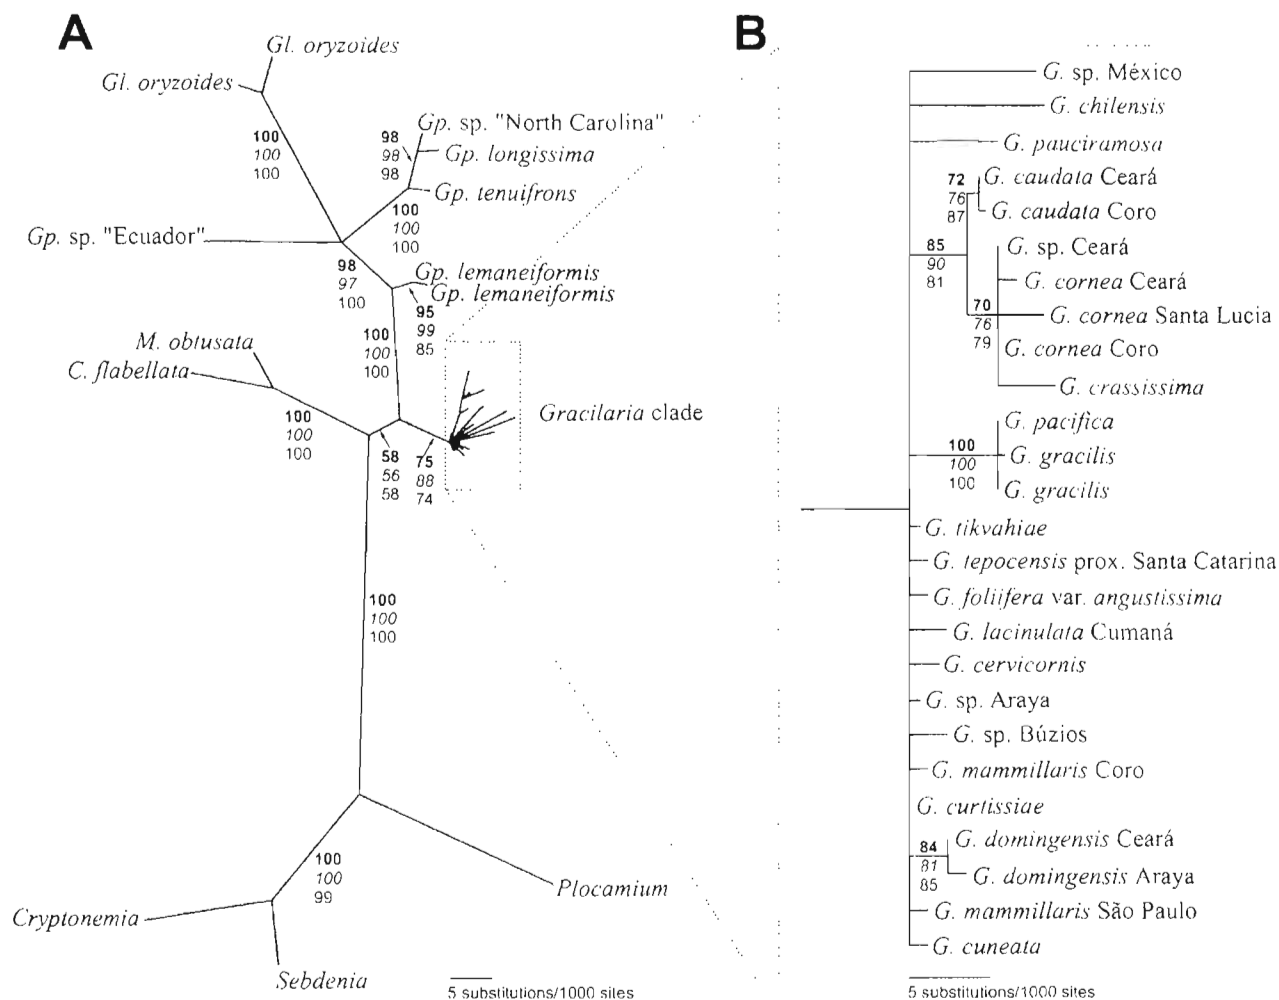 A
Gl. oryzoides
Gl. oryzoides
100
100
100
98
98
98
Gp. sp. "North Carolina"
Gp. longissima
Gp. tenuifrons
100
100
100
Gp. sp. "Ecuador"
98
97
100
Gp. lemaneiformis
Gp. lemaneiformis
95
99
85
100
100
100
M. obtusata
C. flabellata
100
100
100
58
56
58
75
88
74
Gracilaria clade
100
100
100
100
100
99
Plocamium
Cryptonemia
Sebdenia
5 substitutions/1000 sites
B
G. sp. México
G. chilensis
G. pauciramosa
72
76
87
G. caudata Ceará
G. caudata Coro
85
90
81
G. sp. Ceará
G. cornea Ceará
70
76
79
G. cornea Santa Lucia
G. cornea Coro
G. crassissima
100
100
100
G. pacifica
G. gracilis
G. gracilis
G. tikvahiae
G. tepocensis prox. Santa Catarina
G. foliifera var. angustissima
G. lacinulata Cumaná
G. cervicornis
G. sp. Araya
G. sp. Búzios
G. mammillaris Coro
G. curtissiae
84
81
85
G. domingensis Ceará
G. domingensis Araya
G. mammillaris São Paulo
G. cuneata
5 substitutions/1000 sites